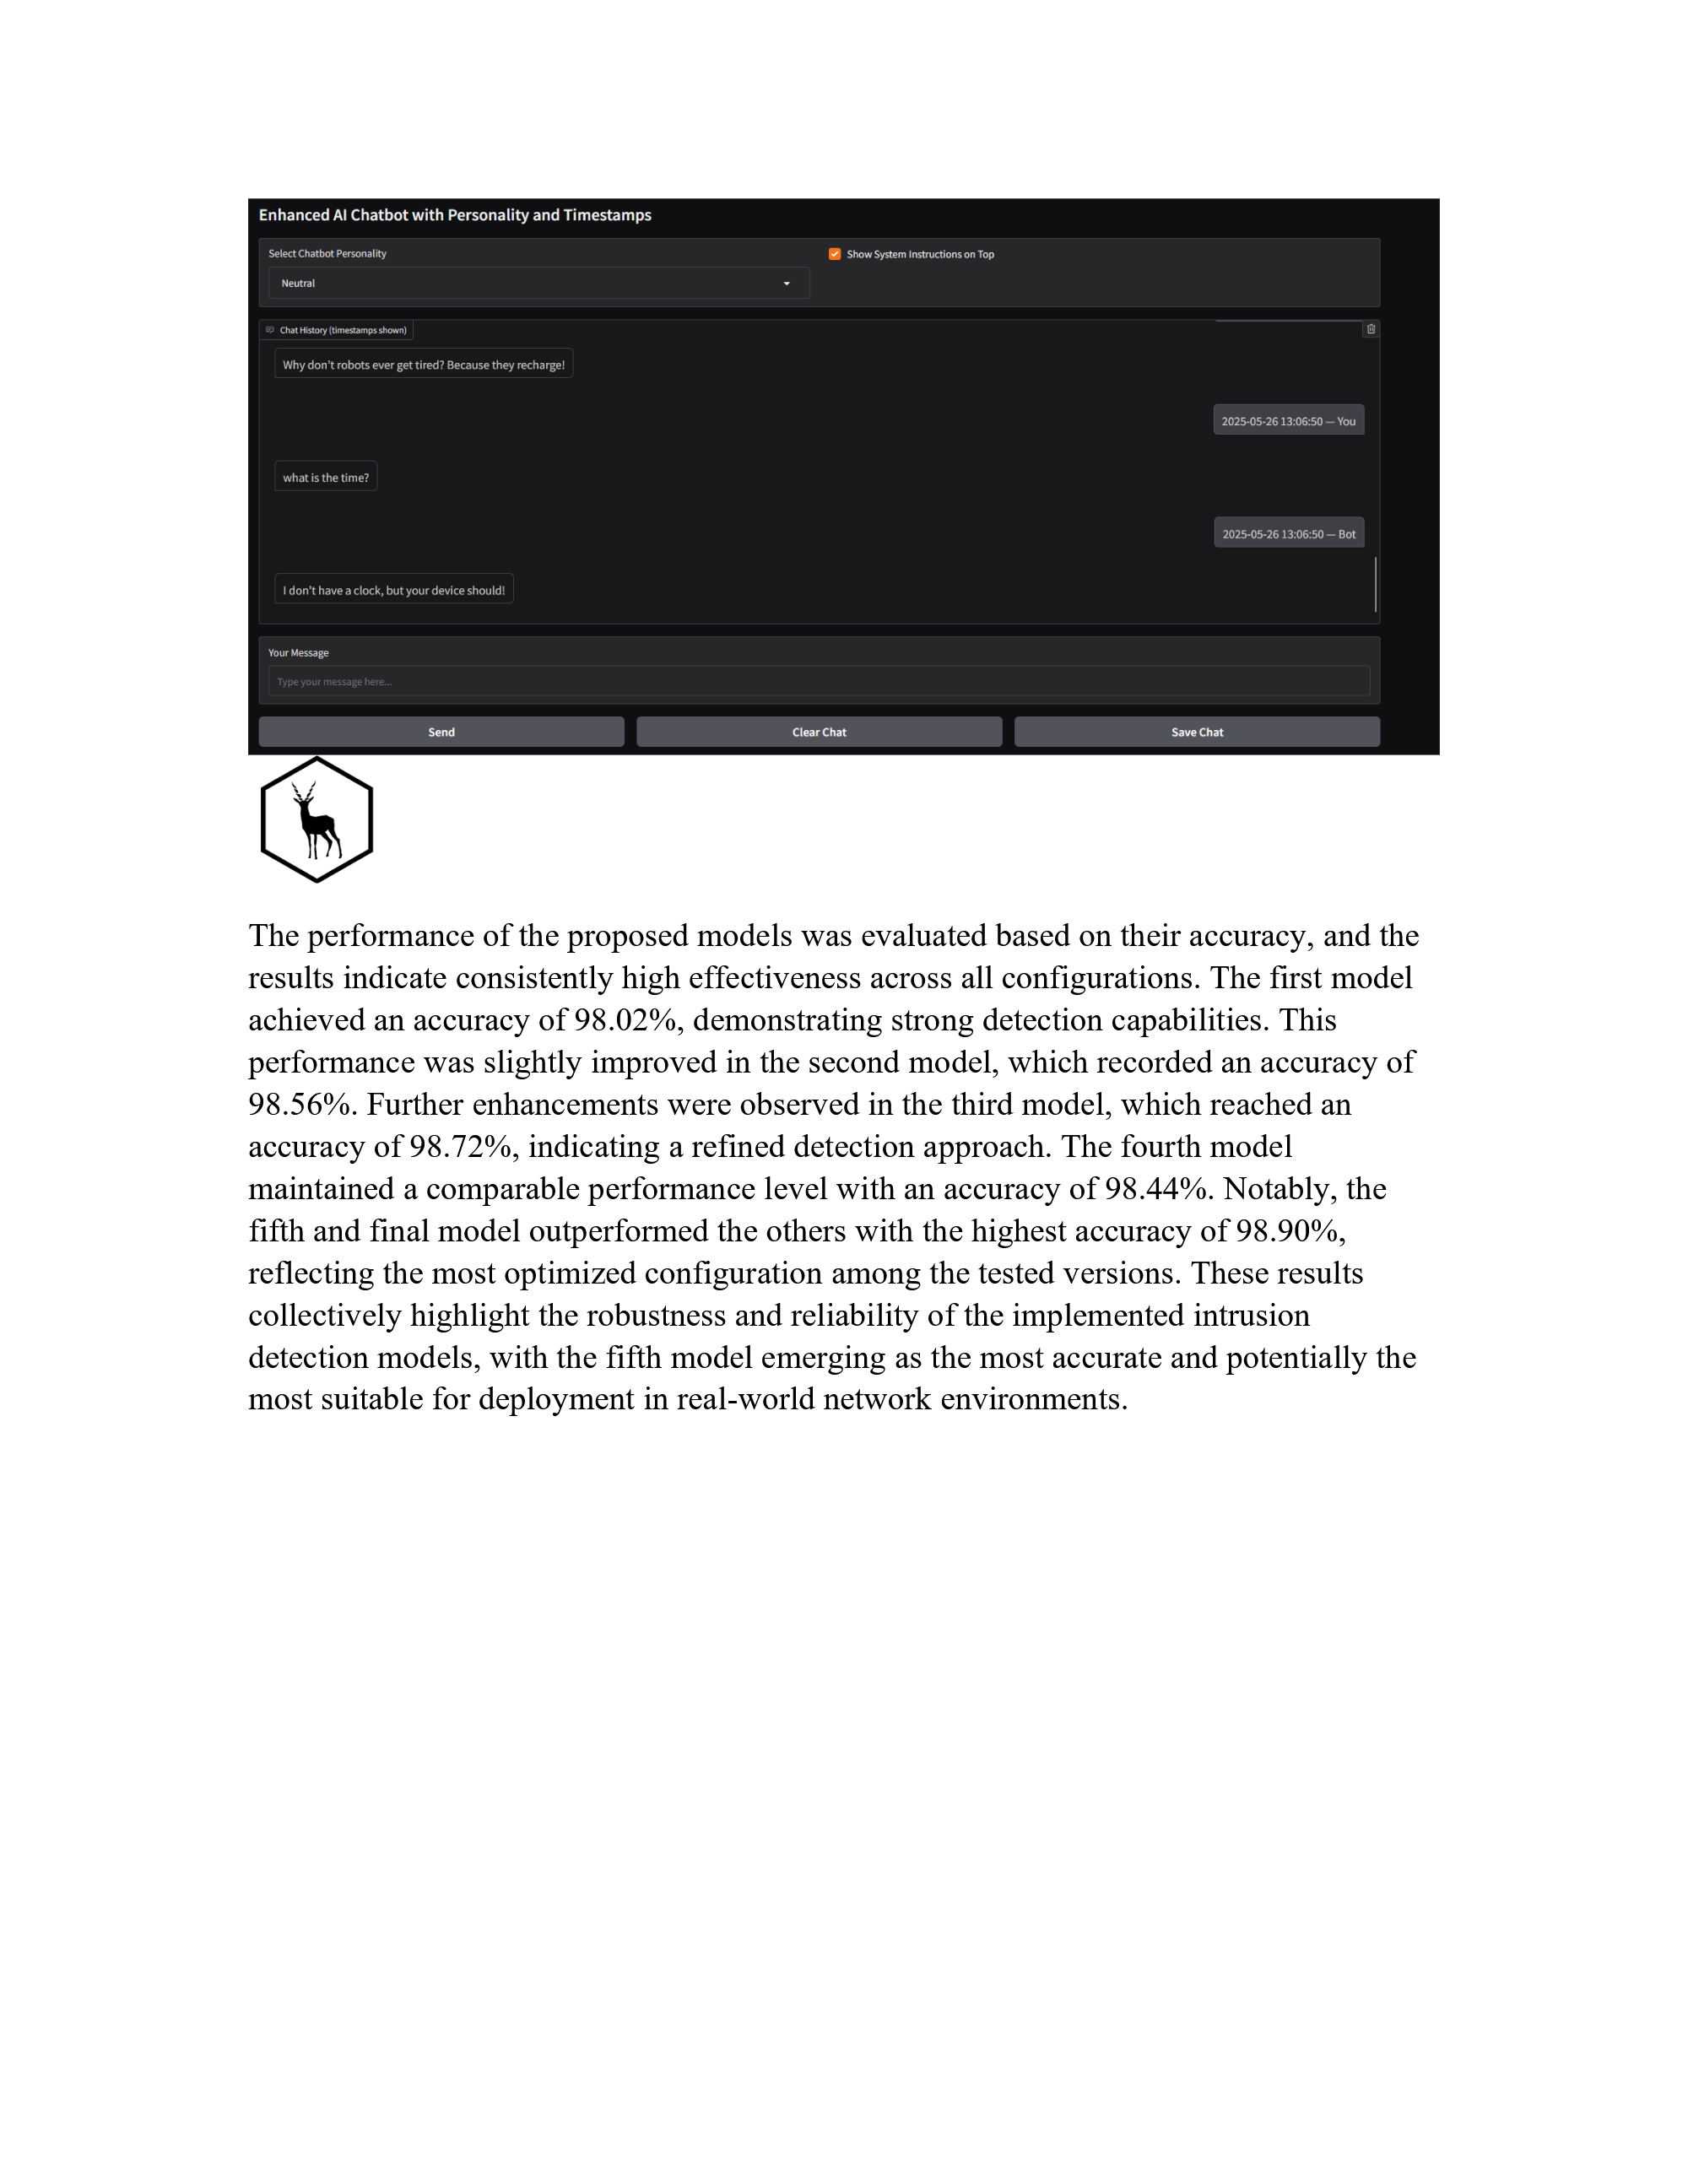 Enhanced AI Chatbot with Personality and Timestamps
Select Chatbot Personality
Neutral
Show System Instructions on Top
Chat History (timestamps shown)
Why don't robots ever get tired? Because they recharge!
2025-05-26 13:06:50 — You
what is the time?
2025-05-26 13:06:50 — Bot
I don't have a clock, but your device should!
Your Message
Type your message here...
Send
Clear Chat
Save Chat
The performance of the proposed models was evaluated based on their accuracy, and the
results indicate consistently high effectiveness across all configurations. The first model
achieved an accuracy of 98.02%, demonstrating strong detection capabilities. This
performance was slightly improved in the second model, which recorded an accuracy of
98.56%. Further enhancements were observed in the third model, which reached an
accuracy of 98.72%, indicating a refined detection approach. The fourth model
maintained a comparable performance level with an accuracy of 98.44%. Notably, the
fifth and final model outperformed the others with the highest accuracy of 98.90%,
reflecting the most optimized configuration among the tested versions. These results
collectively highlight the robustness and reliability of the implemented intrusion
detection models, with the fifth model emerging as the most accurate and potentially the
most suitable for deployment in real-world network environments.